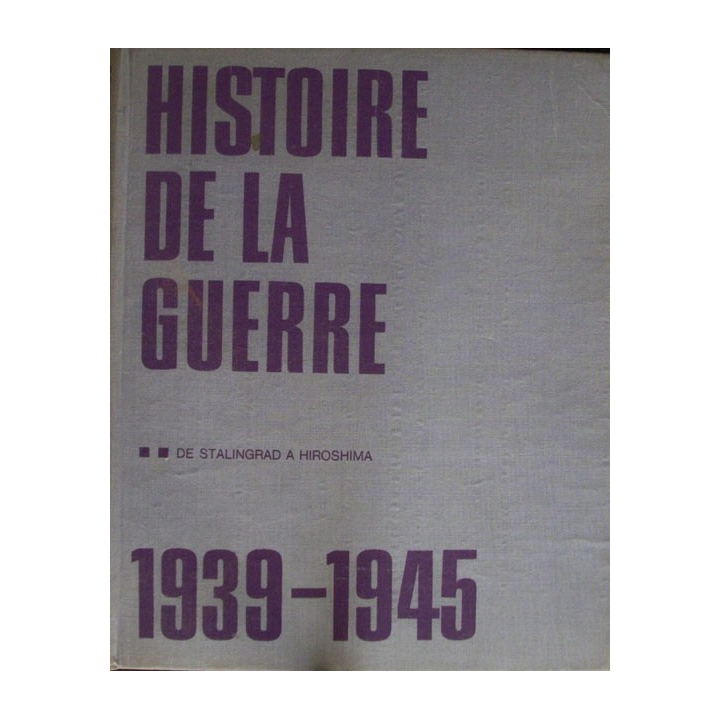 HISTOIRE
DE LA
GUERRE
■ ■ DE STALINGRAD A HIROSHIMA
1939-1945